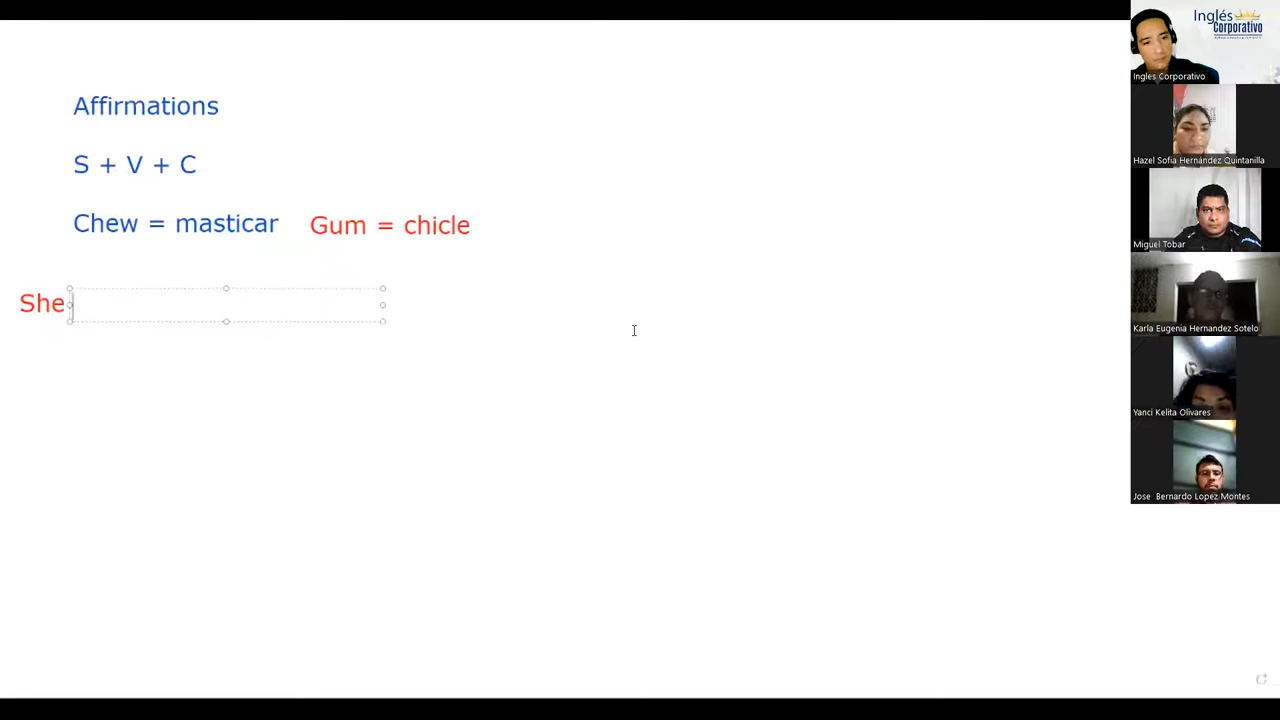 Affirmations
S + V + C
Chew = masticar Gum = chicle
She
Inglés
Corporativo
Ingles Corporativo
Hazel Sofia Hernández Quintanilla
Miguel Tobar
Karla Eugenia Hernandez Sotelo
Yanci Kelita Olivares
Jose Bernardo Lopez Montes